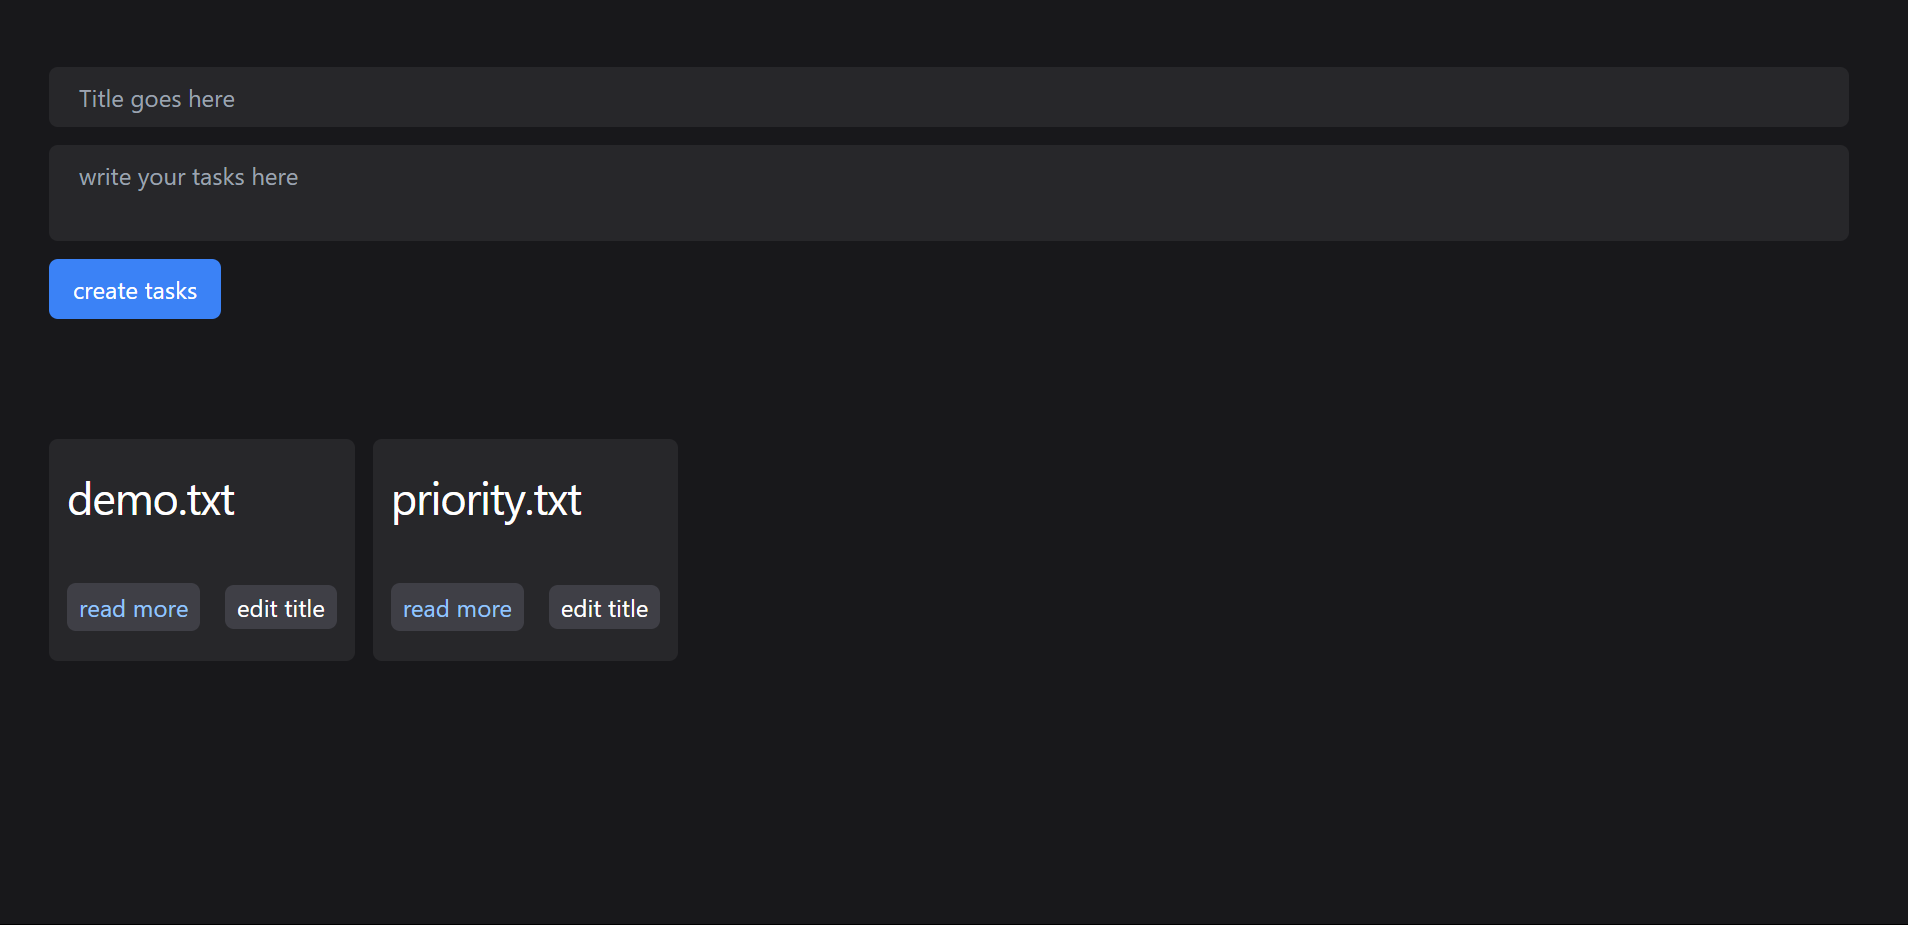 Title goes here
write your tasks here
create tasks
demo.txt
priority.txt
read more
edit title
read more
edit title